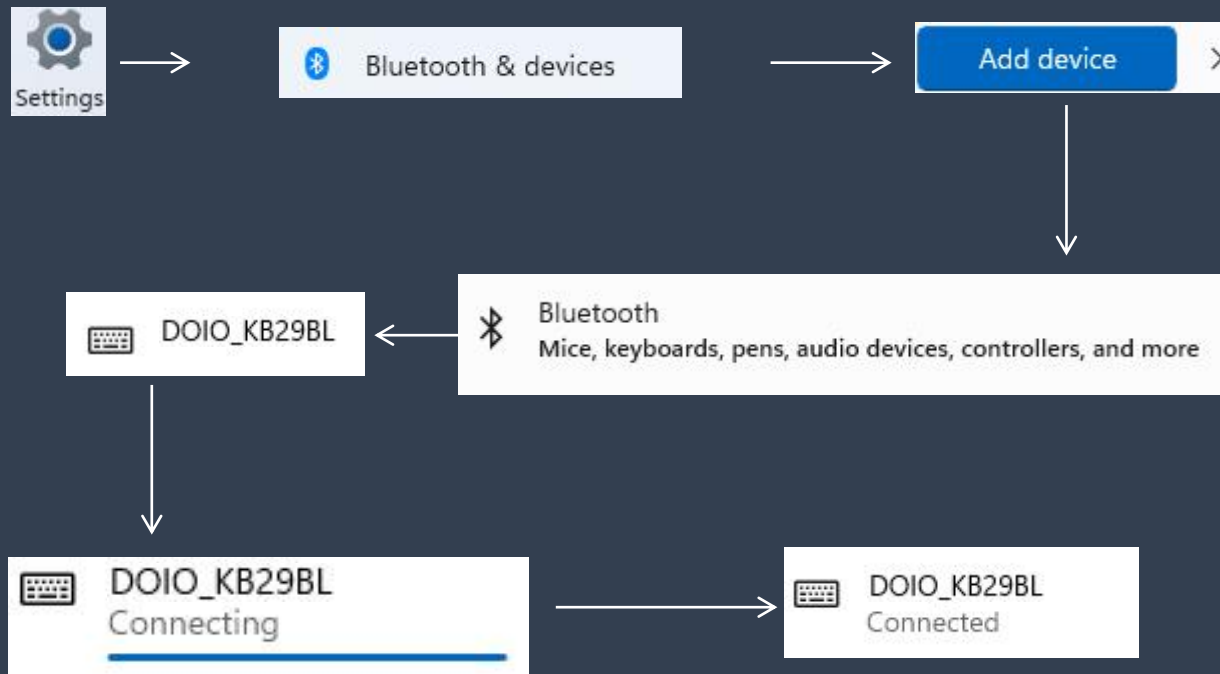 Settings
Bluetooth & devices
Add device
Bluetooth
Mice, keyboards, pens, audio devices, controllers, and more
DOIO_KB29BL
DOIO_KB29BL
Connecting
DOIO_KB29BL
Connected